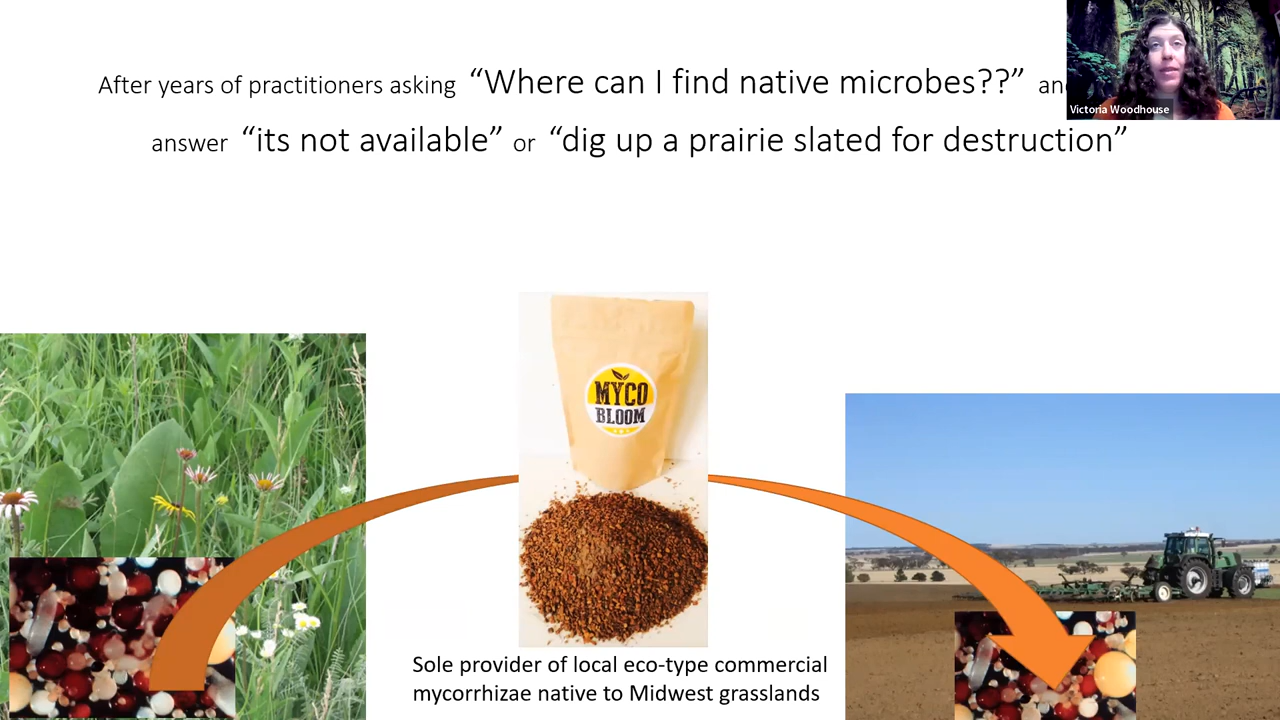 After years of practitioners asking “Where can I find native microbes??”
answer “its not available” or “dig up a prairie slated for destruction”
Victoria Woodhouse
MYCO
BLOOM
Sole provider of local eco-type commercial
mycorrhizae native to Midwest grasslands